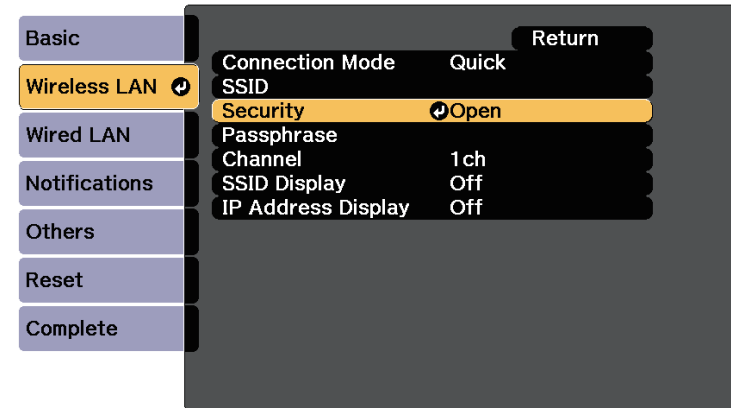 Basic
Wireless LAN
Wired LAN
Notifications
Others
Reset
Complete
Return
Connection Mode Quick
SSID
Security Open
Passphrase
Channel 1ch
SSID Display Off
IP Address Display Off